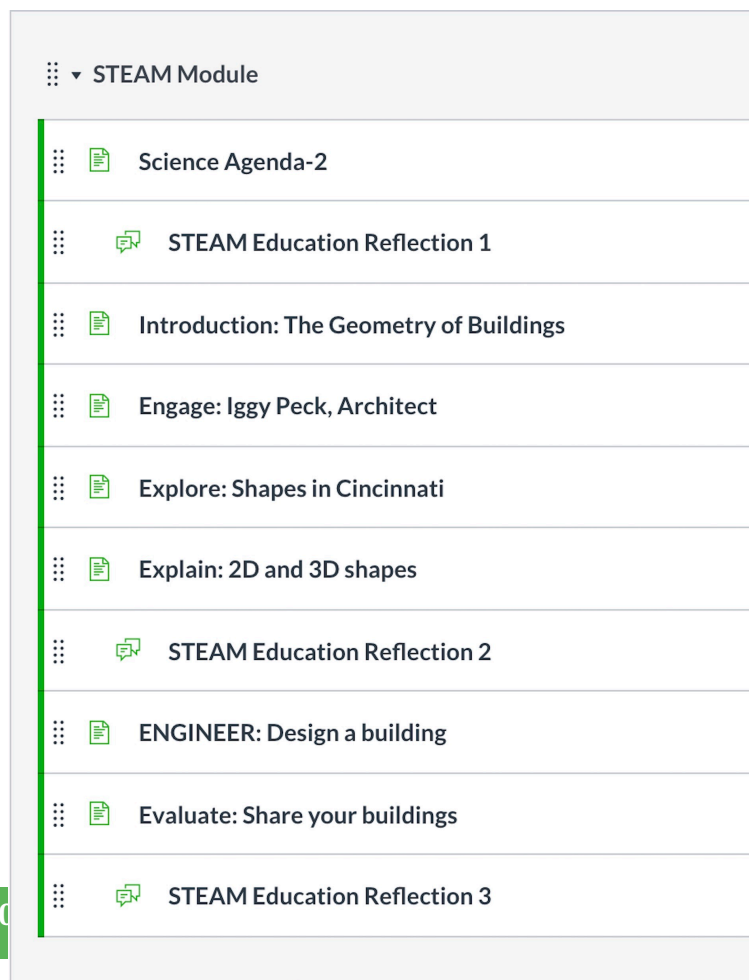 STEAM Module
Science Agenda-2
STEAM Education Reflection 1
Introduction: The Geometry of Buildings
Engage: Iggy Peck, Architect
Explore: Shapes in Cincinnati
Explain: 2D and 3D shapes
STEAM Education Reflection 2
ENGINEER: Design a building
Evaluate: Share your buildings
STEAM Education Reflection 3